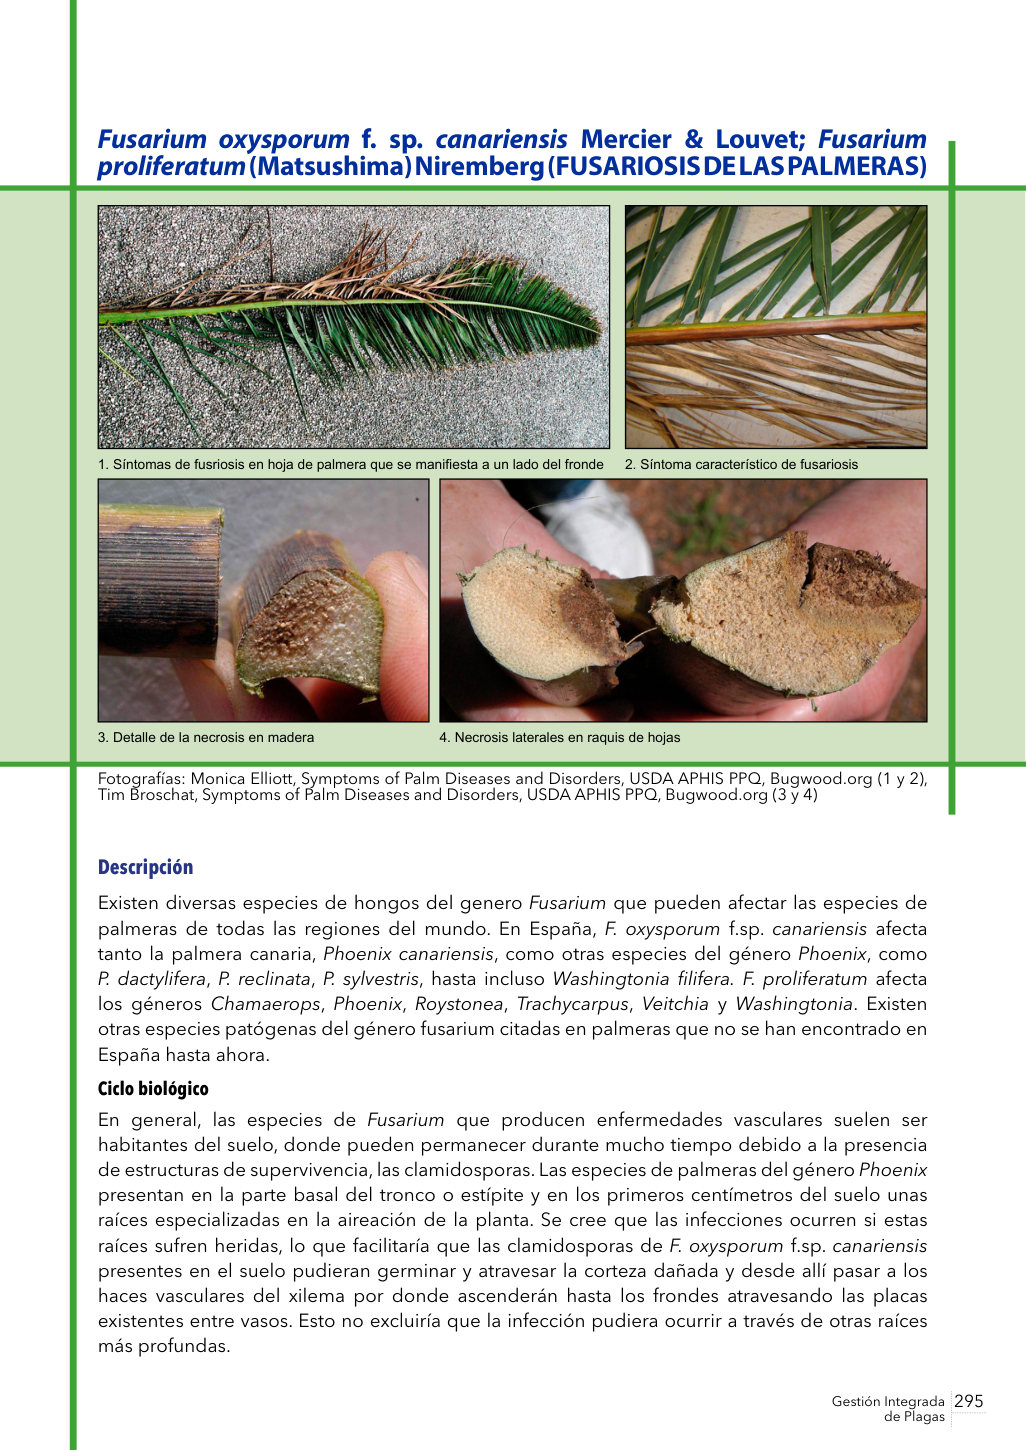 Fusarium oxysporum f. sp. canariensis Mercier & Louvet; Fusarium
proliferatum (Matsushima) Niremberg (FUSARIOSIS DE LAS PALMERAS)
1. Síntomas de fusriosis en hoja de palmera que se manifiesta a un lado del fronde
2. Síntoma característico de fusariosis
3. Detalle de la necrosis en madera
4. Necrosis laterales en raquis de hojas
Fotografías: Monica Elliott, Symptoms of Palm Diseases and Disorders, USDA APHIS PPQ, Bugwood.org (1 y 2),
Tim Broschat, Symptoms of Palm Diseases and Disorders, USDA APHIS PPQ, Bugwood.org (3 y 4)
Descripción
Existen diversas especies de hongos del genero Fusarium que pueden afectar las especies de
palmeras de todas las regiones del mundo. En España, F. oxysporum f.sp. canariensis afecta
tanto la palmera canaria, Phoenix canariensis, como otras especies del género Phoenix, como
P. dactylifera, P. reclinata, P. sylvestris, hasta incluso Washingtonia filifera. F. proliferatum afecta
los géneros Chamaerops, Phoenix, Roystonea, Trachycarpus, Veitchia y Washingtonia. Existen
otras especies patógenas del género fusarium citadas en palmeras que no se han encontrado en
España hasta ahora.
Ciclo biológico
En general, las especies de Fusarium que producen enfermedades vasculares suelen ser
habitantes del suelo, donde pueden permanecer durante mucho tiempo debido a la presencia
de estructuras de supervivencia, las clamidosporas. Las especies de palmeras del género Phoenix
presentan en la parte basal del tronco o estípite y en los primeros centímetros del suelo unas
raíces especializadas en la aireación de la planta. Se cree que las infecciones ocurren si estas
raíces sufren heridas, lo que facilitaría que las clamidosporas de F. oxysporum f.sp. canariensis
presentes en el suelo pudieran germinar y atravesar la corteza dañada y desde allí pasar a los
haces vasculares del xilema por donde ascenderán hasta los frondes atravesando las placas
existentes entre vasos. Esto no excluiría que la infección pudiera ocurrir a través de otras raíces
más profundas.
Gestión Integrada
de Plagas
295